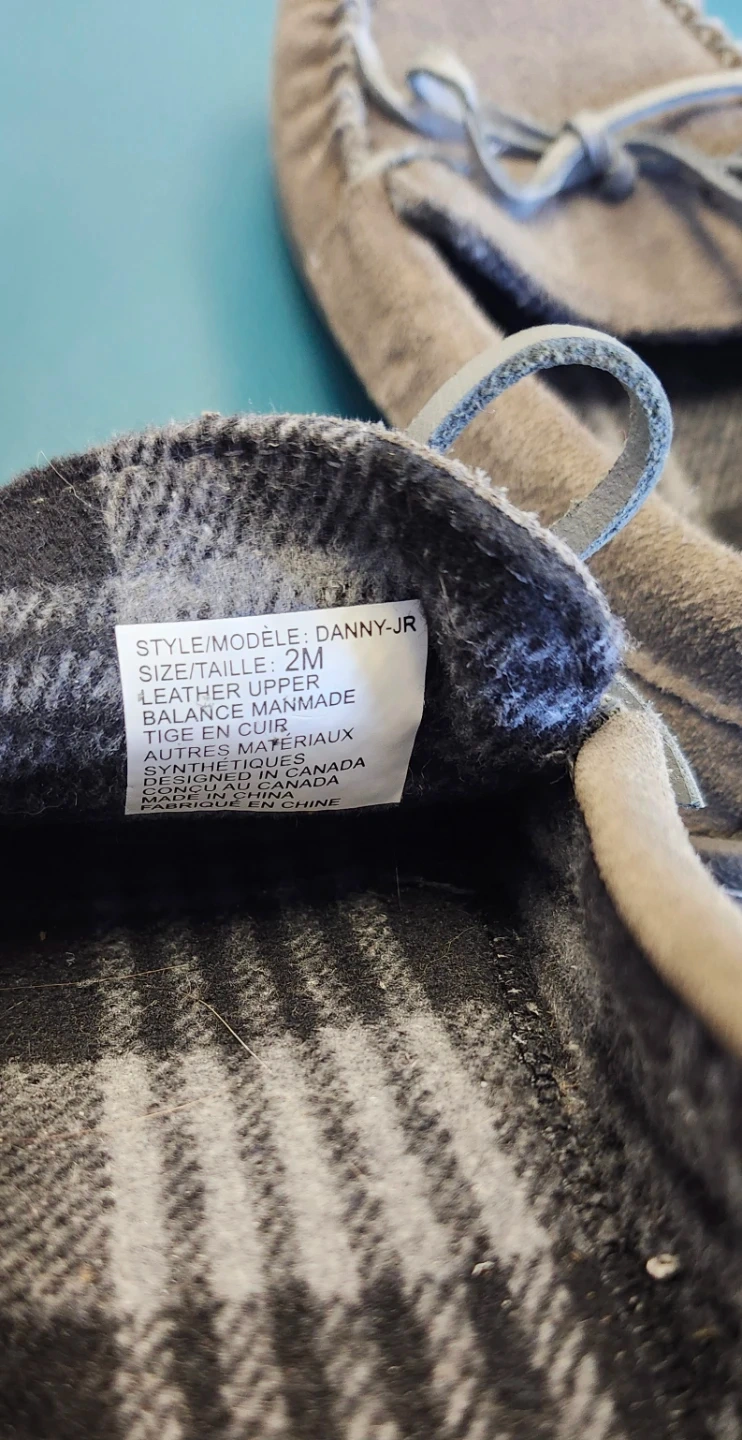 STYLE/MODÈLE: DANNY-JR
SIZE/TAILLE: 2M
LEATHER UPPER
BALANCE MANMADE
TIGE EN CUIR
AUTRES MATÉRIAUX
SYNTHÉTIQUES
DESIGNED IN CANADA
CONÇU AU CANADA
MADE IN CHINA
FABRIQUÉ EN CHINE